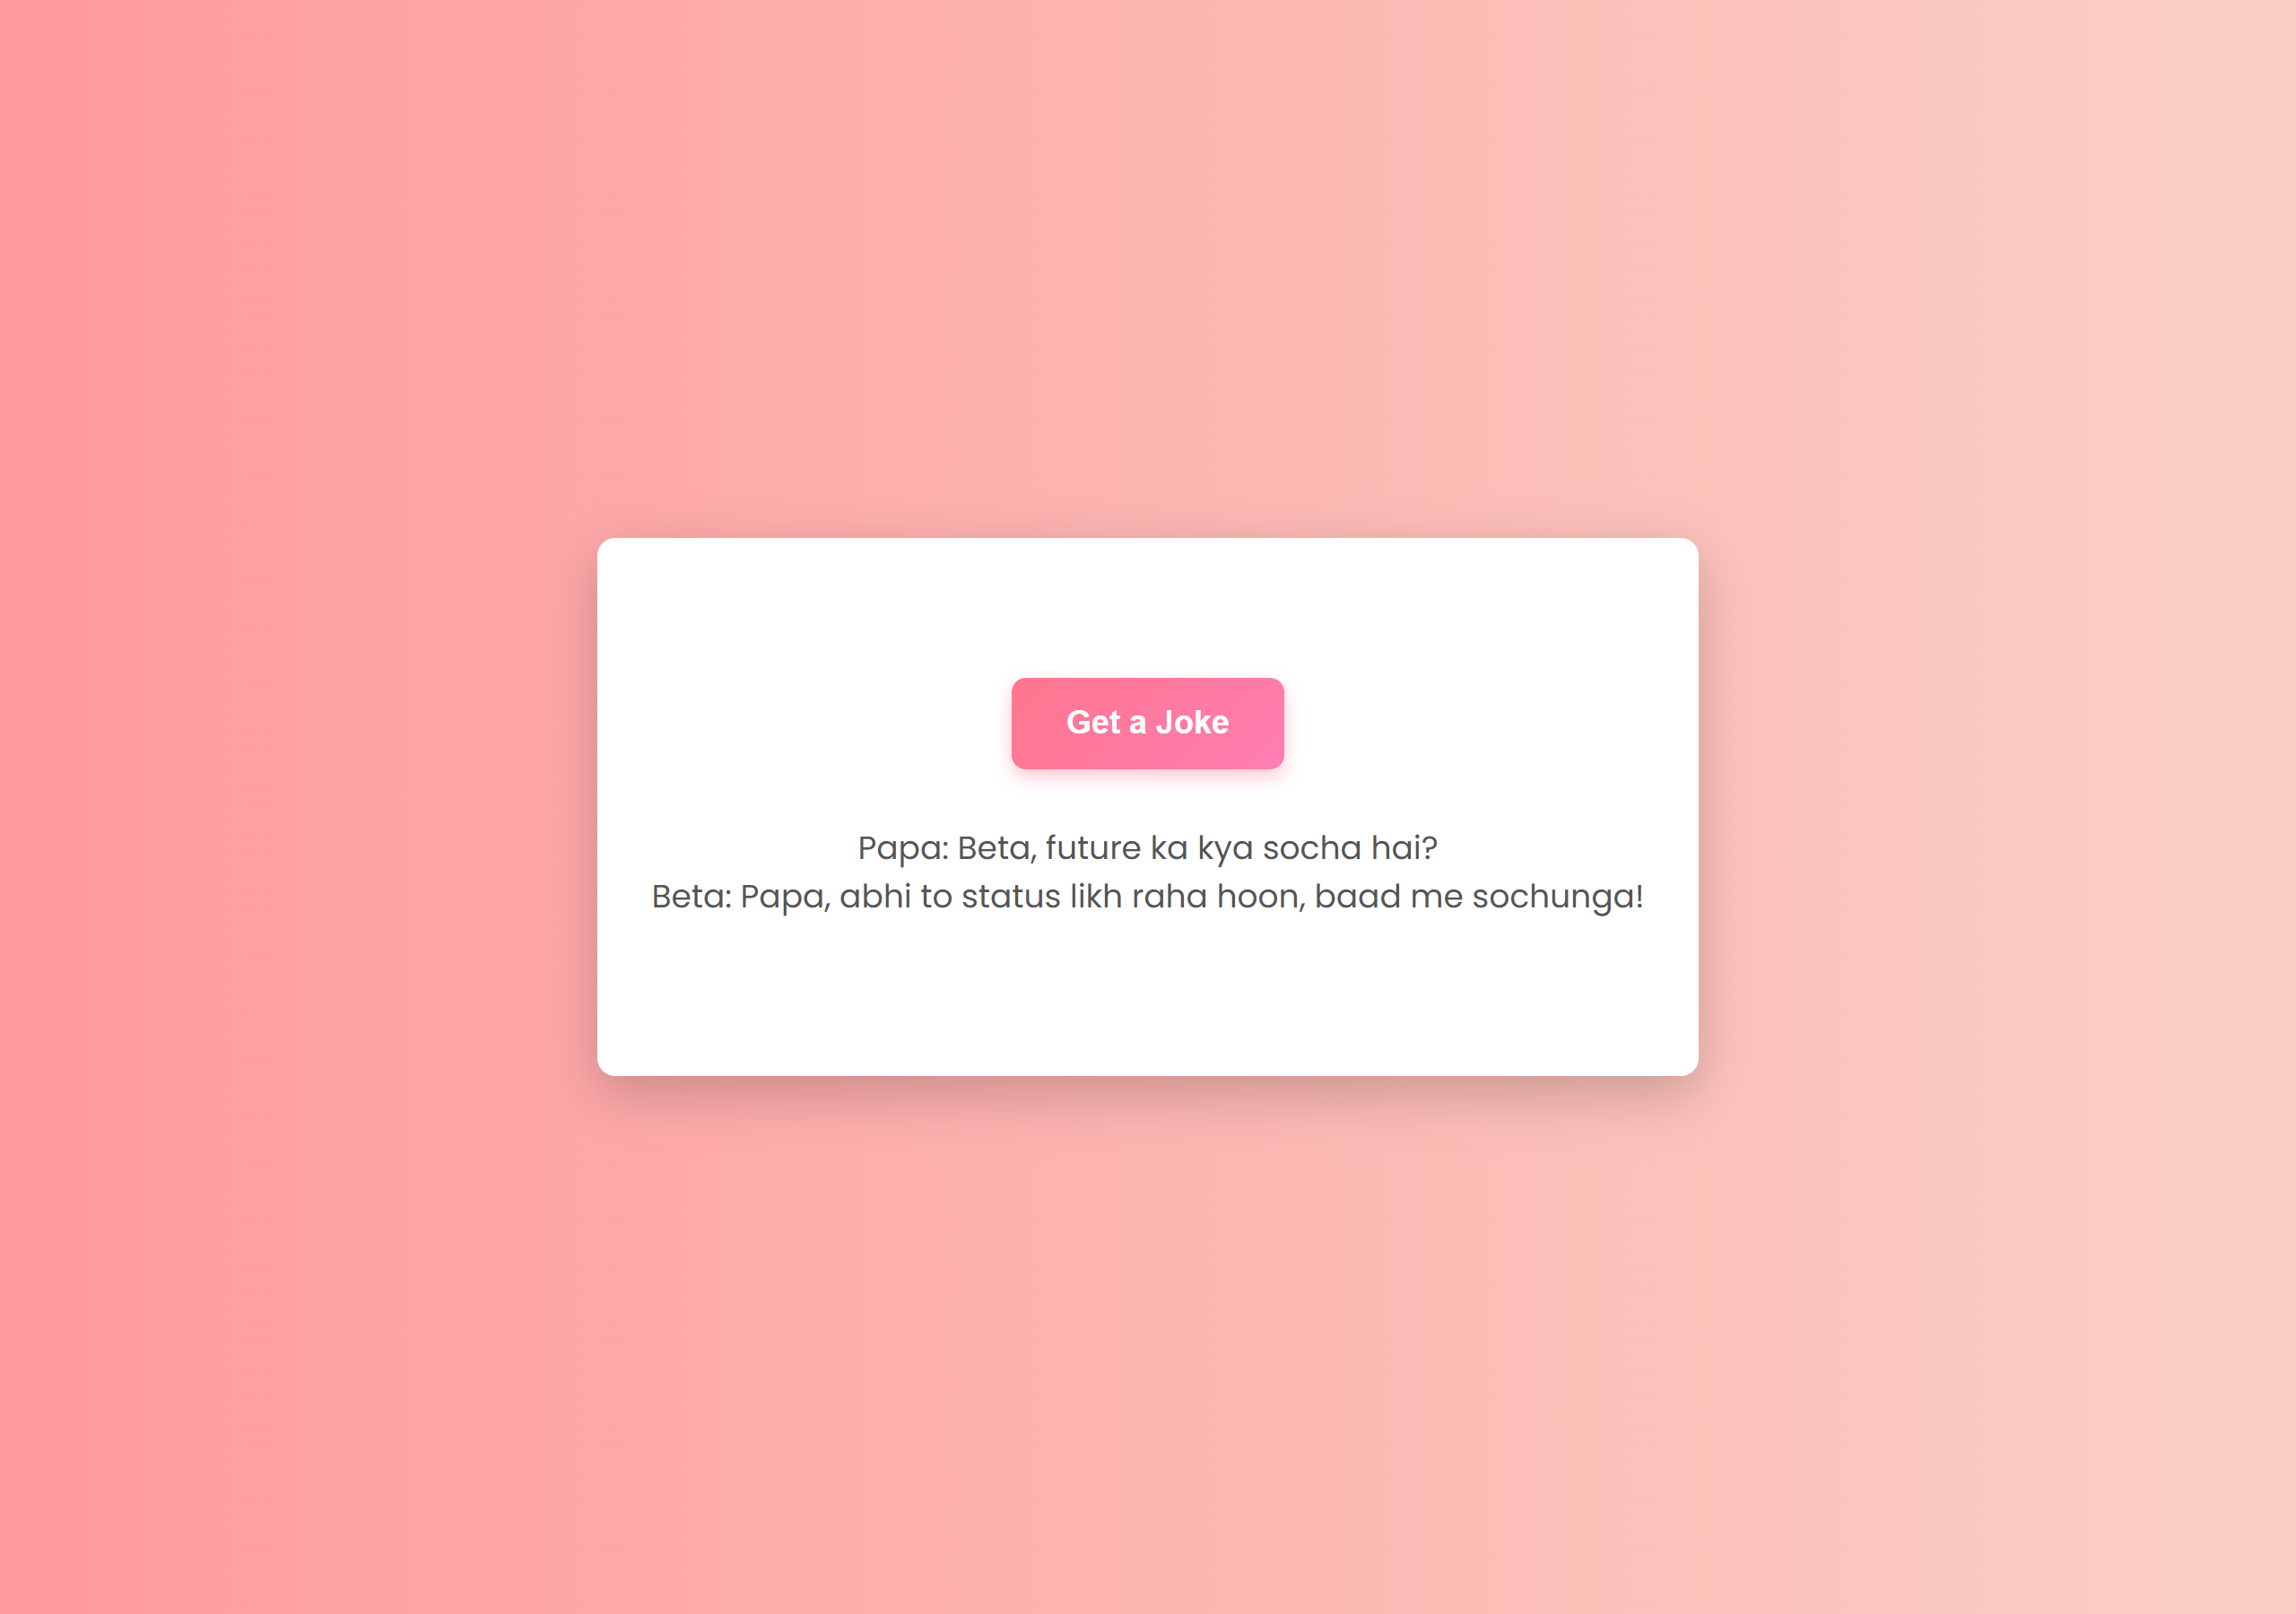 Get a Joke
Papa: Beta, future ka kya socha hai?
Beta: Papa, abhi to status likh raha hoon, baad me sochunga!